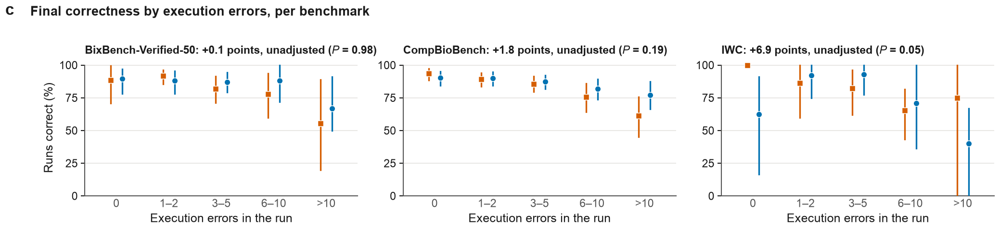 c Final correctness by execution errors, per benchmark
BixBench-Verified-50: +0.1 points, unadjusted (P = 0.98)
100
75
50
25
0
Runs correct (%)
0 1–2 3–5 6–10 >10
Execution errors in the run
CompBioBench: +1.8 points, unadjusted (P = 0.19)
100
75
50
25
0
0 1–2 3–5 6–10 >10
Execution errors in the run
IWC: +6.9 points, unadjusted (P = 0.05)
100
75
50
25
0
0 1–2 3–5 6–10 >10
Execution errors in the run